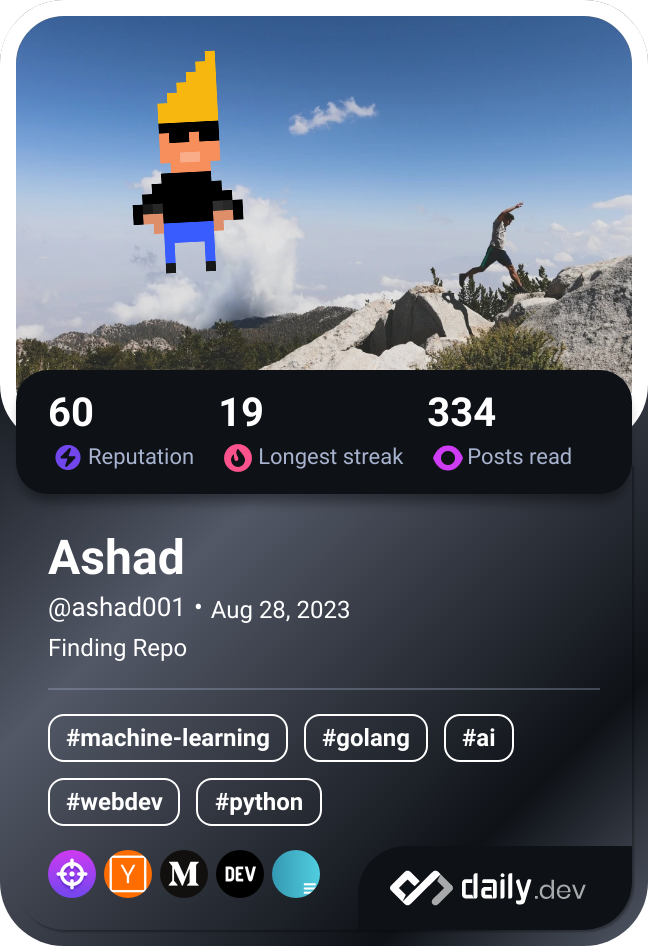 60 19 334
Reputation Longest streak Posts read
Ashad
@ashad001 • Aug 28, 2023
Finding Repo
#machine-learning #golang #ai
#webdev #python
Y M DEV
daily.dev